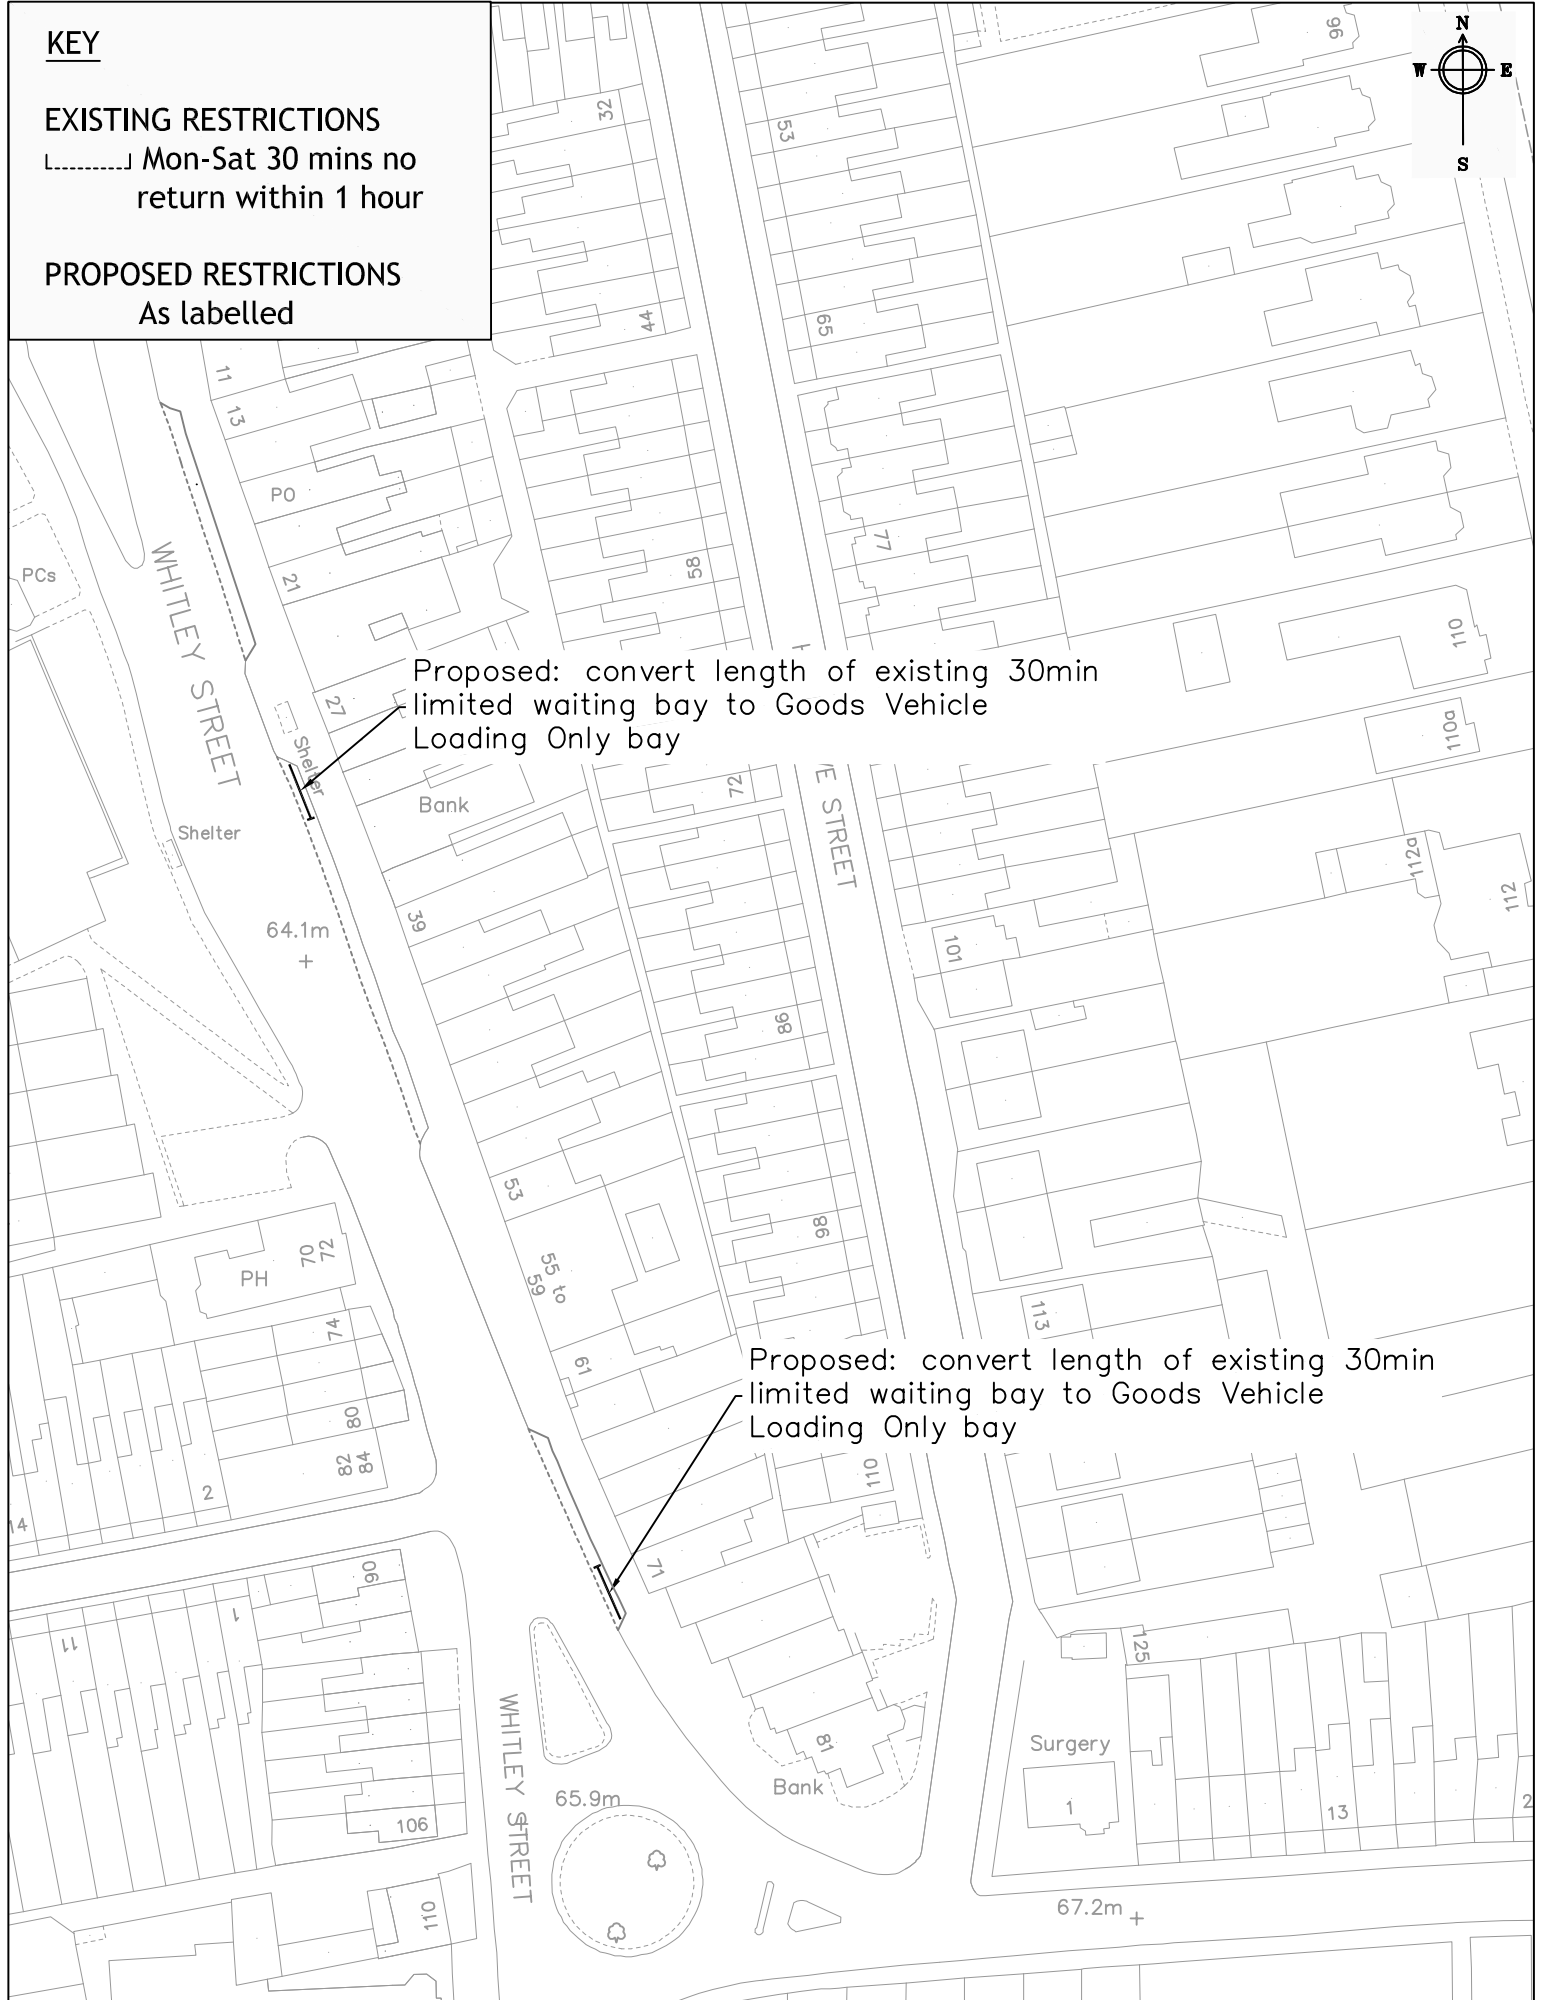 KEY
EXISTING RESTRICTIONS
Mon-Sat 30 mins no
return within 1 hour
PROPOSED RESTRICTIONS
As labelled
N
W
E
S
96
32
53
44
65
11
13
PO
21
77
58
PCs
WHITLEY STREET
110
Proposed: convert length of existing 30min
limited waiting bay to Goods Vehicle
Loading Only bay
27
Shelter
Bank
72
110a
STREET
Shelter
112a
112
39
64.1m
101
86
53
98
55 to
59
70
72
PH
74
113
61
Proposed: convert length of existing 30min
limited waiting bay to Goods Vehicle
Loading Only bay
80
82
84
2
14
110
71
90
1
11
125
WHITLEY STREET
81
Bank
Surgery
1
13
2
65.9m
106
110
67.2m